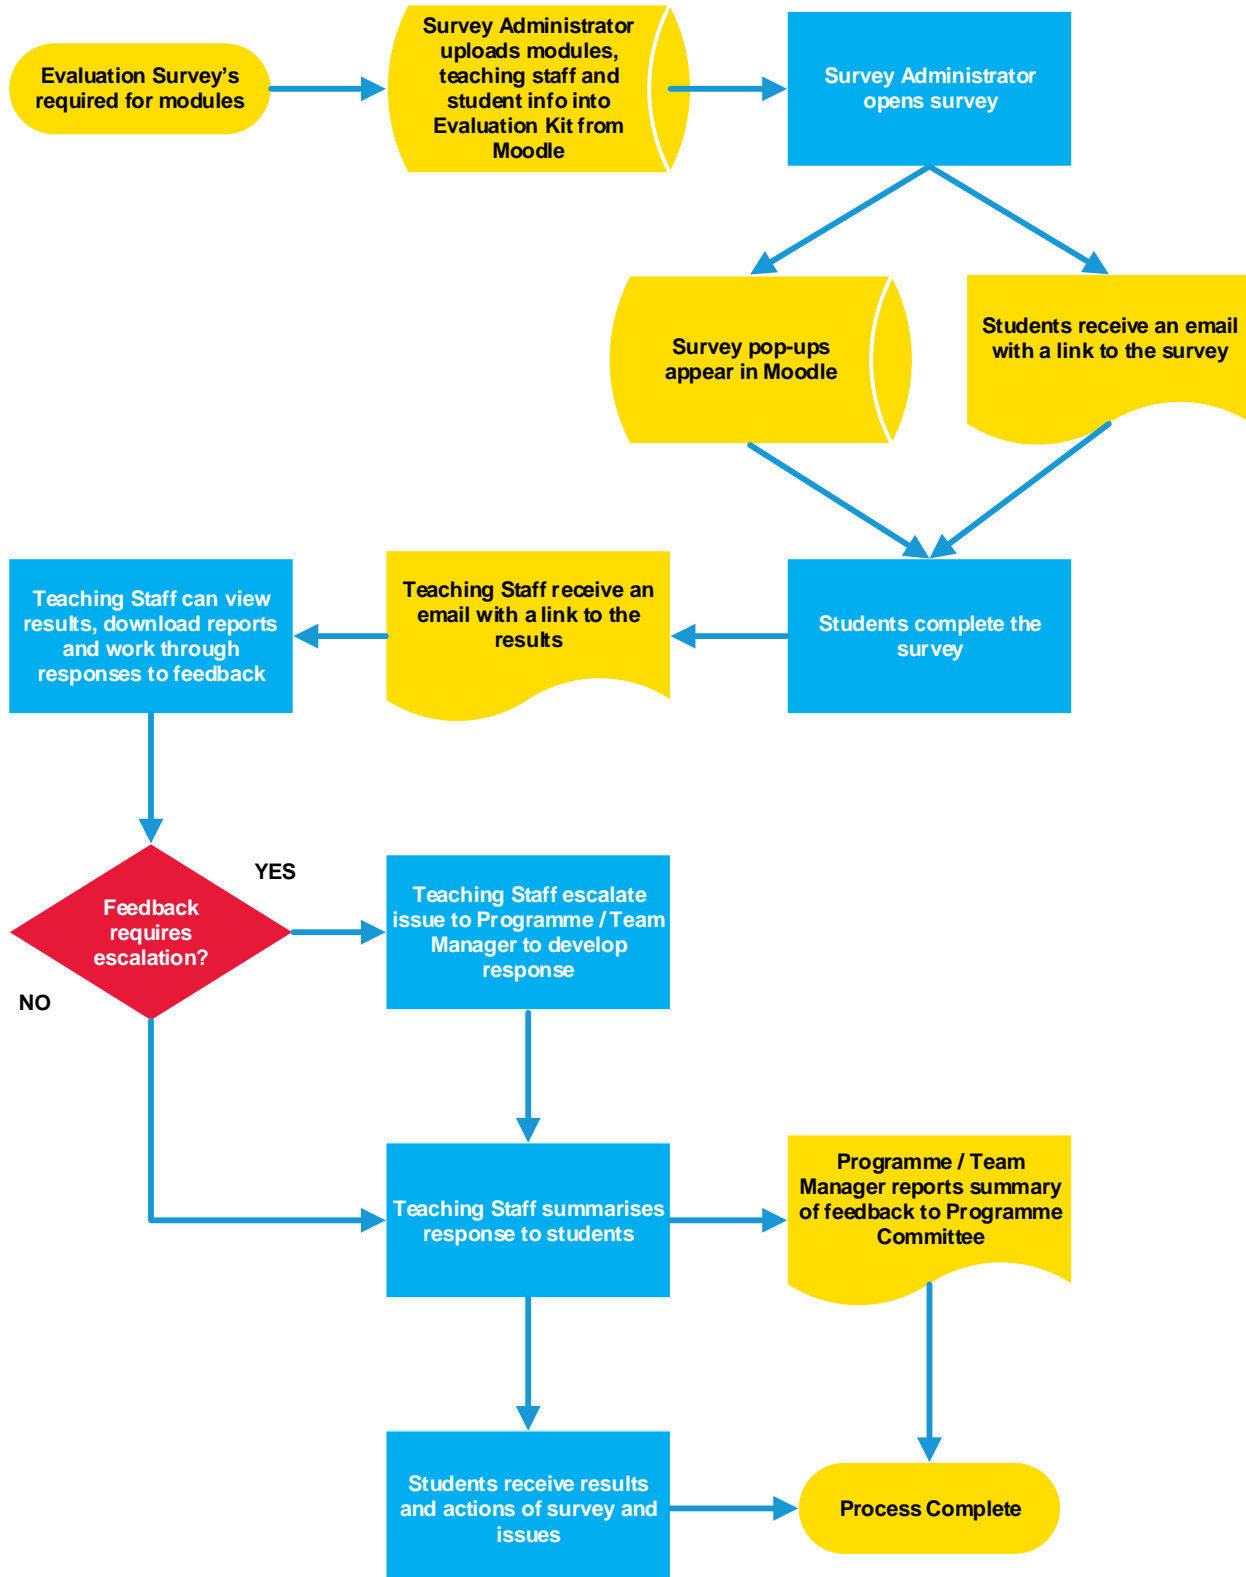 Evaluation Survey's
required for modules
Survey Administrator
uploads modules,
teaching staff and
student info into
Evaluation Kit from
Moodle
Survey Administrator
opens survey
Survey pop-ups
appear in Moodle
Students receive an email
with a link to the survey
Teaching Staff can view
results, download reports
and work through
responses to feedback
Teaching Staff receive an
email with a link to the
results
Students complete the
survey
Feedback
requires
escalation?
YES
NO
Teaching Staff escalate
issue to Programme / Team
Manager to develop
response
Teaching Staff summarises
response to students
Programme / Team
Manager reports summary
of feedback to Programme
Committee
Students receive results
and actions of survey and
issues
Process Complete